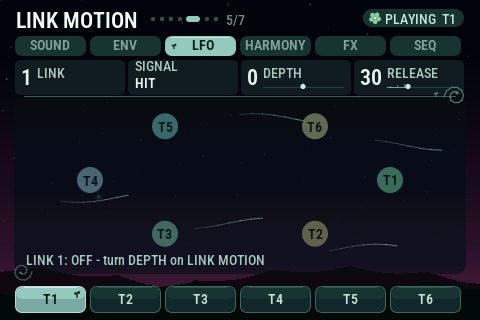 LINK MOTION 5/7 PLAYING T1
SOUND ENV LFO HARMONY FX SEQ
1 LINK SIGNAL HIT 0 DEPTH 30 RELEASE
T5 T6
T4 T1
T3 T2
LINK 1: OFF - turn DEPTH on LINK MOTION
T1 T2 T3 T4 T5 T6